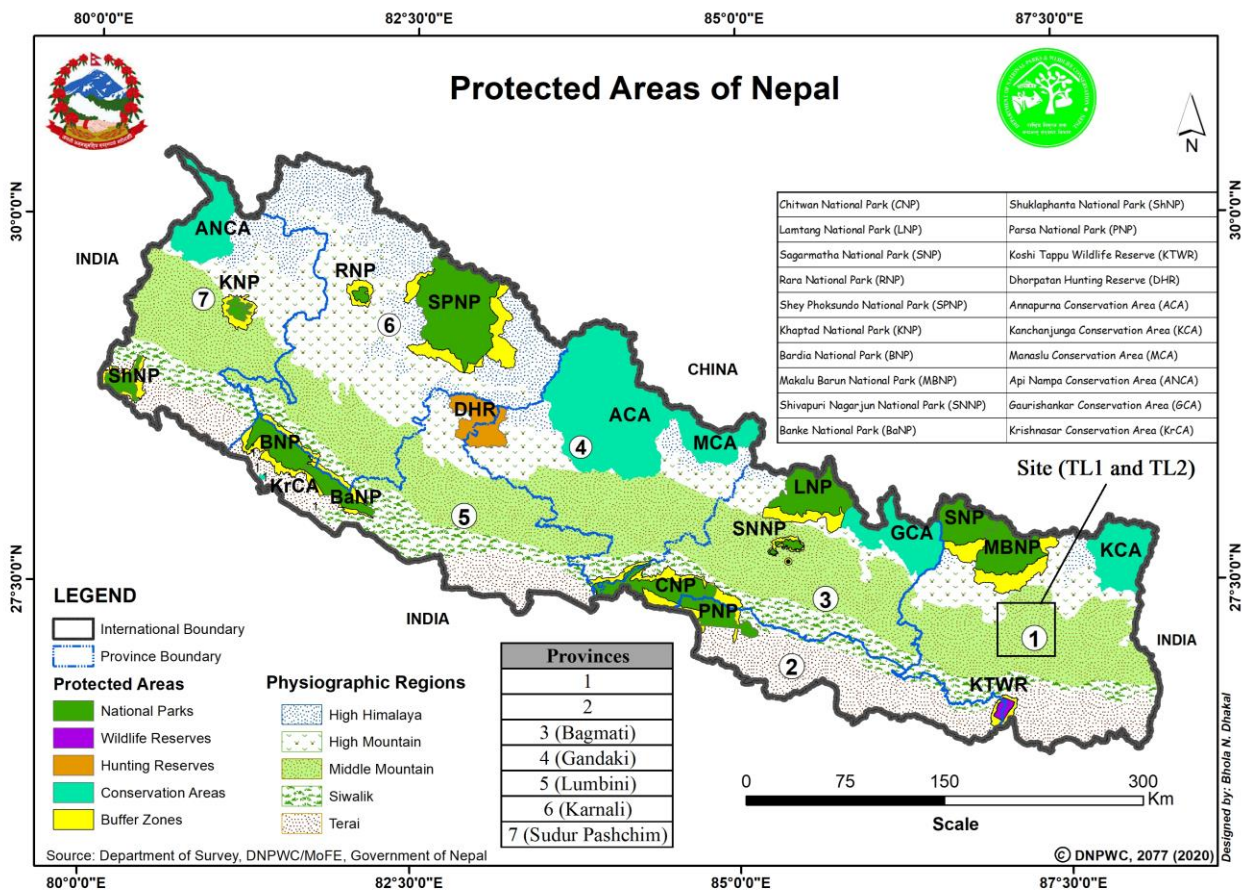 80°0'0"E 82°30'0"E 85°0'0"E 87°30'0"E
Protected Areas of Nepal
N
30°0'0"N
30°0'0"N
27°30'0"N
27°30'0"N
Chitwan National Park (CNP) Shuklaphanta National Park (ShNP)
Lamtang National Park (LNP) Parsa National Park (PNP)
Sagarmatha National Park (SNP) Koshi Tappu Wildlife Reserve (KTWR)
Rara National Park (RNP) Dhorpatan Hunting Reserve (DHR)
Shey Phoksundo National Park (SPNP) Annapurna Conservation Area (ACA)
Khaptad National Park (KNP) Kanchanjunga Conservation Area (KCA)
Bardia National Park (BNP) Manaslu Conservation Area (MCA)
Makalu Barun National Park (MBNP) Api Nampa Conservation Area (ANCA)
Shivapuri Nagarjun National Park (SNNP) Gaurishankar Conservation Area (GCA)
Banke National Park (BaNP) Krishnasar Conservation Area (KrCA)
ANCA
INDIA
KNP
RNP
SPNP
7
6
CHINA
ShNP
DHR
ACA
4
MCA
BNP
KrCA
BaNP
5
Site (TL1 and TL2)
LNP
SNNP
GCA
SNP
MBNP
KCA
CNP
PNP
3
1
2
INDIA
INDIA
KTWR
LEGEND
International Boundary
Province Boundary
Protected Areas
National Parks
Wildlife Reserves
Hunting Reserves
Conservation Areas
Buffer Zones
Physiographic Regions
High Himalaya
High Mountain
Middle Mountain
Siwalik
Terai
Provinces
1
2
3 (Bagmati)
4 (Gandaki)
5 (Lumbini)
6 (Karnali)
7 (Sudur Pashchim)
0 75 150 300
Km
Scale
Designed by: Bhola N. Dhakal
Source: Department of Survey, DNPWC/MoFE, Government of Nepal
© DNPWC, 2077 (2020)
80°0'0"E 82°30'0"E 85°0'0"E 87°30'0"E